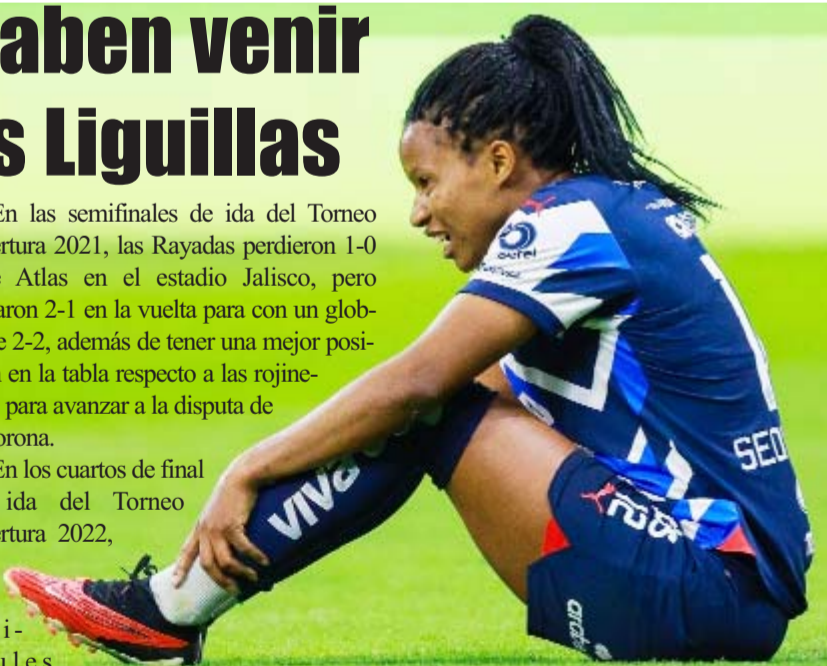 aben venir
s Liguillas
En las semifinales de ida del Torneo
ertura 2021, las Rayadas perdieron 1-0
Atlas en el estadio Jalisco, pero
aron 2-1 en la vuelta para con un glob-
e 2-2, además de tener una mejor posi-
en la tabla respecto a las rojine-
para avanzar a la disputa de
orona.
En los cuartos de final
ida del Torneo
ertura 2022,
i-
u l e s
viva